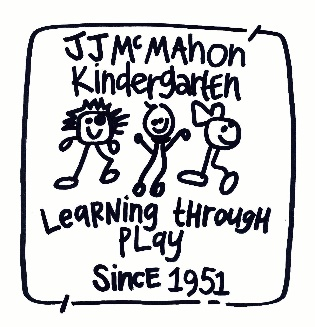 JJ McMAhon
Kindergarten
LeaRNing tHrougH
PLay
SincE 1951